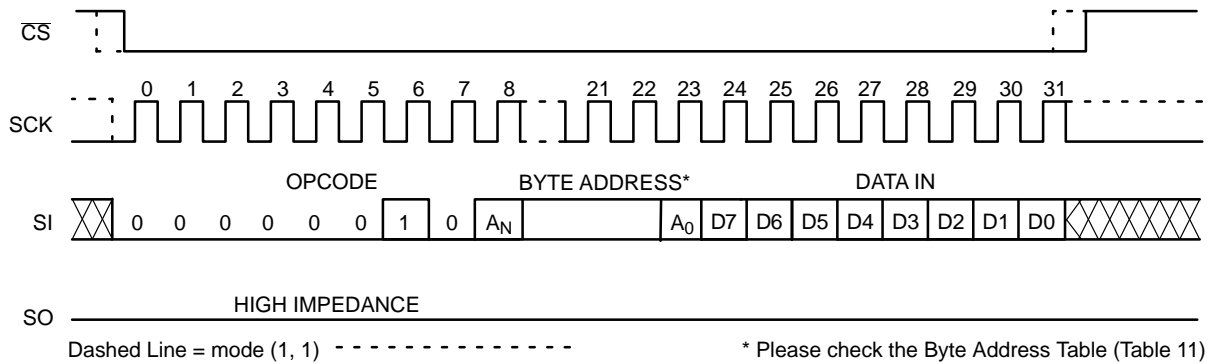 CS
0 1 2 3 4 5 6 7 8 21 22 23 24 25 26 27 28 29 30 31
SCK
OPCODE BYTE ADDRESS* DATA IN
SI 0 0 0 0 0 0 1 0 AN A0 D7 D6 D5 D4 D3 D2 D1 D0
HIGH IMPEDANCE
SO
Dashed Line = mode (1, 1) * Please check the Byte Address Table (Table 11)